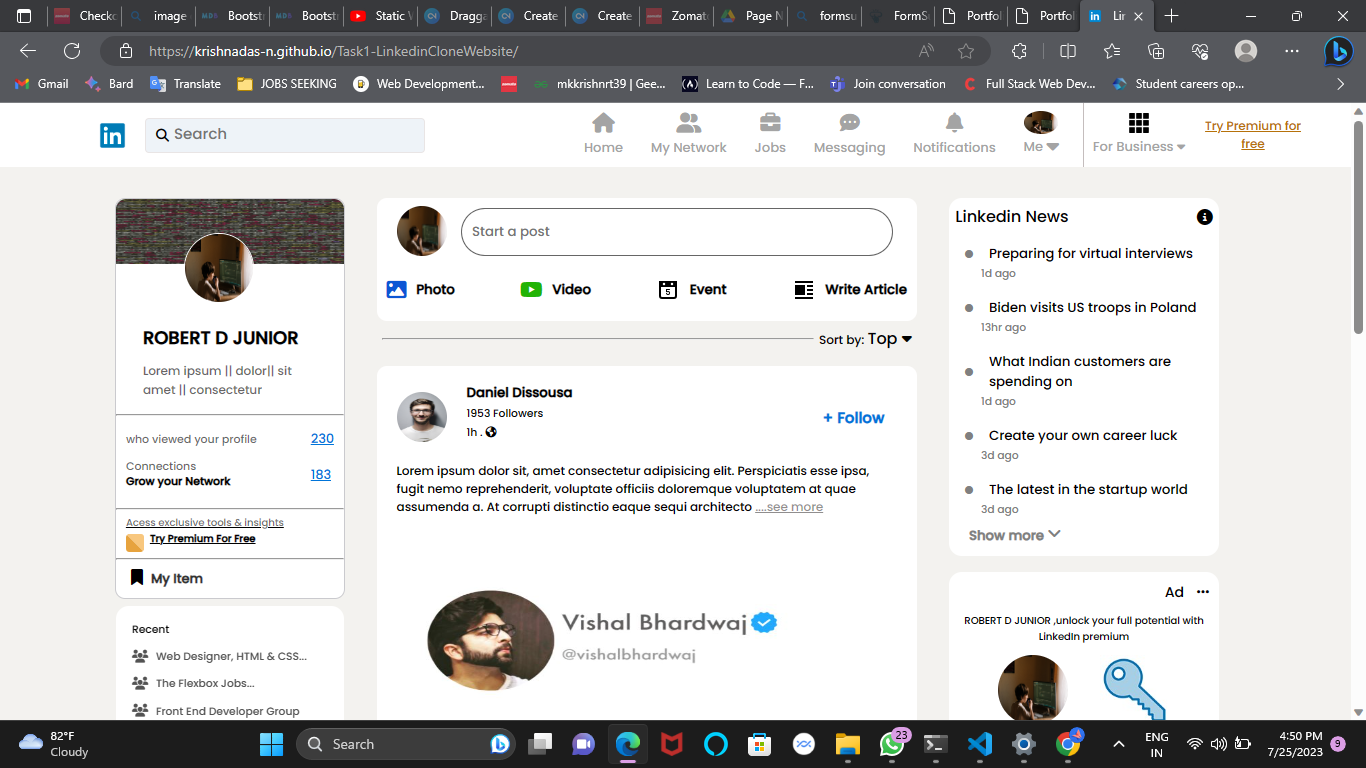 Checko
image
Bootstr
Bootstr
Static V
Dragga
Create
Create
Zomat
Page N
formsu
FormSu
Portfol
Portfol
Lir
https://krishnadas-n.github.io/Task1-LinkedinCloneWebsite/
Gmail
Bard
Translate
JOBS SEEKING
Web Development...
mkkrishnrt39 | Gee...
Learn to Code — F...
Join conversation
Full Stack Web Dev...
Student careers op...
in
Search
Home
My Network
Jobs
Messaging
Notifications
Me
For Business
Try Premium for
free
ROBERT D JUNIOR
Lorem ipsum || dolor|| sit
amet || consectetur
who viewed your profile 230
Connections
Grow your Network 183
Acess exclusive tools & insights
Try Premium For Free
My Item
Recent
Web Designer, HTML & CSS...
The Flexbox Jobs...
Front End Developer Group
Start a post
Photo
Video
5
Event
Write Article
Sort by: Top
Daniel Dissousa
1953 Followers
1h .
+ Follow
Lorem ipsum dolor sit, amet consectetur adipisicing elit. Perspiciatis esse ipsa,
fugit nemo reprehenderit, voluptate officiis doloremque voluptatem at quae
assumenda a. At corrupti distinctio eaque sequi architecto ....see more
Vishal Bhardwaj
@vishalbhardwaj
Linkedin News
Preparing for virtual interviews
1d ago
Biden visits US troops in Poland
13hr ago
What Indian customers are
spending on
1d ago
Create your own career luck
3d ago
The latest in the startup world
3d ago
Show more
Ad
ROBERT D JUNIOR ,unlock your full potential with
LinkedIn premium
82°F
Cloudy
Search
23
ENG
IN
4:50 PM
7/25/2023
9